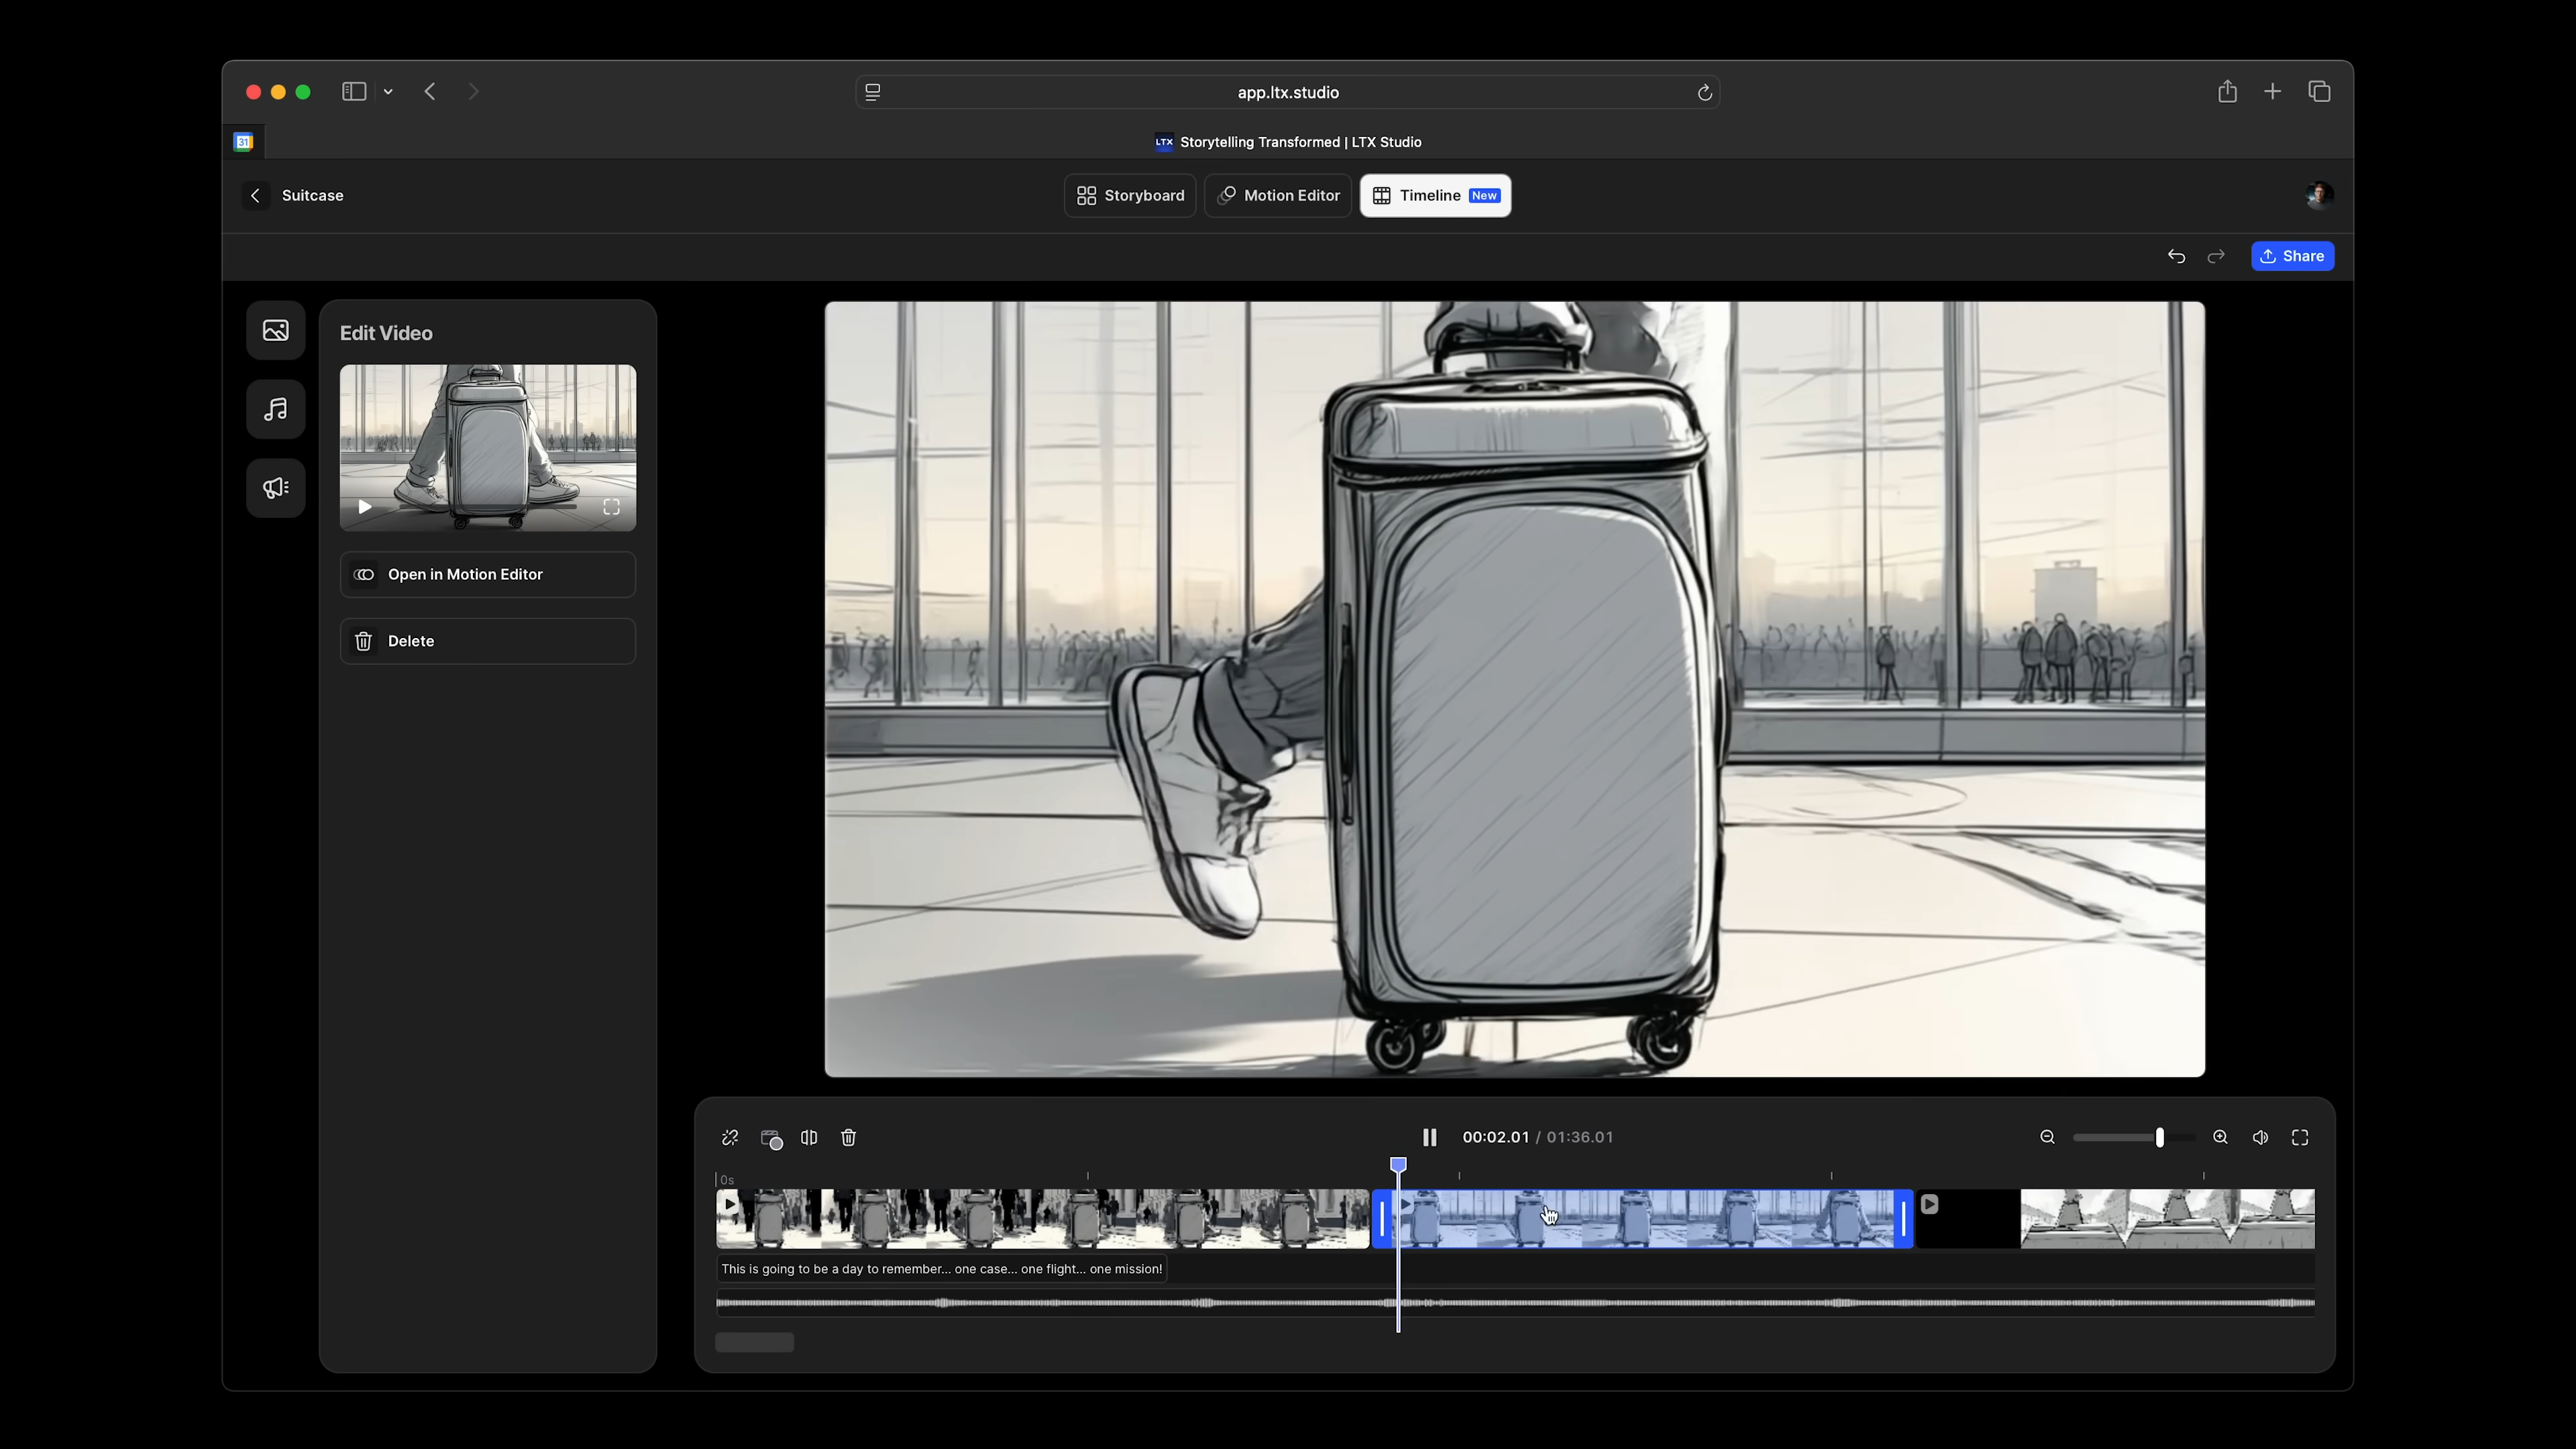 app.ltx.studio
31
LTX Storytelling Transformed | LTX Studio
Suitcase
Storyboard
Motion Editor
Timeline New
Share
Edit Video
Open in Motion Editor
Delete
00:02.01 / 01:36.01
0s
This is going to be a day to remember... one case... one flight... one mission!